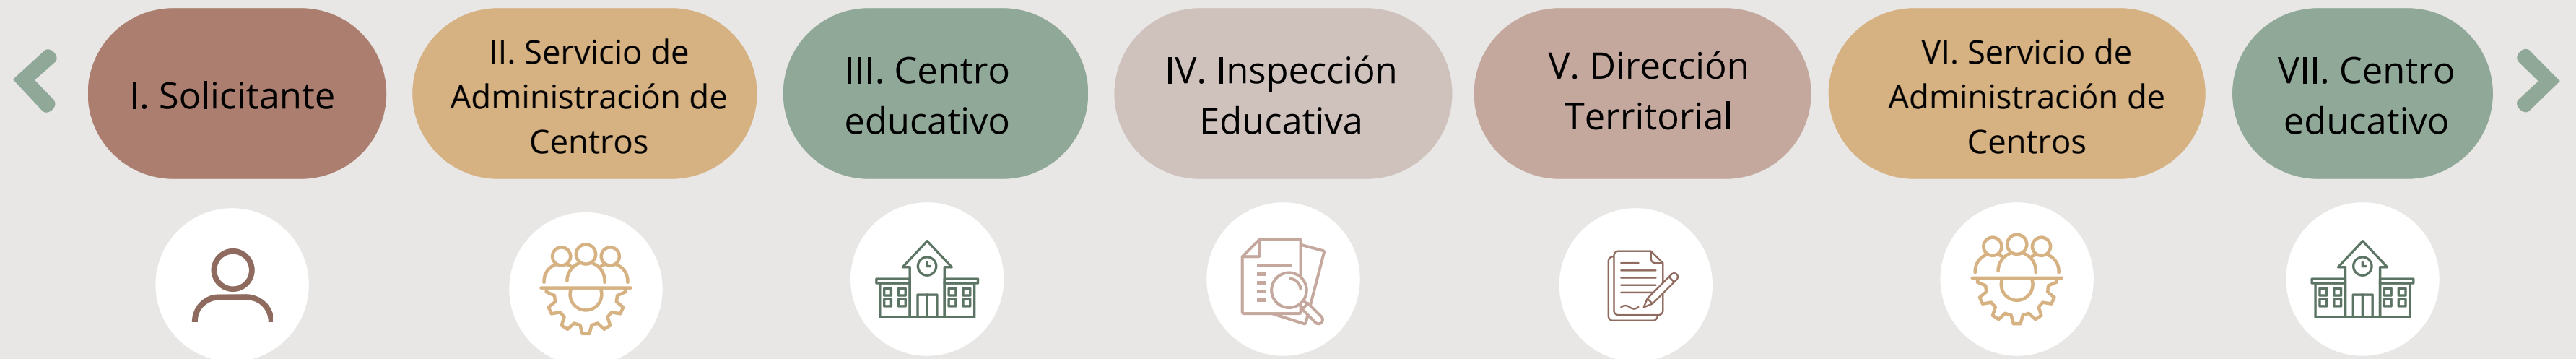 I. Solicitante
II. Servicio de
Administración de
Centros
III. Centro
educativo
IV. Inspección
Educativa
V. Dirección
Territorial
VI. Servicio de
Administración de
Centros
VII. Centro
educativo